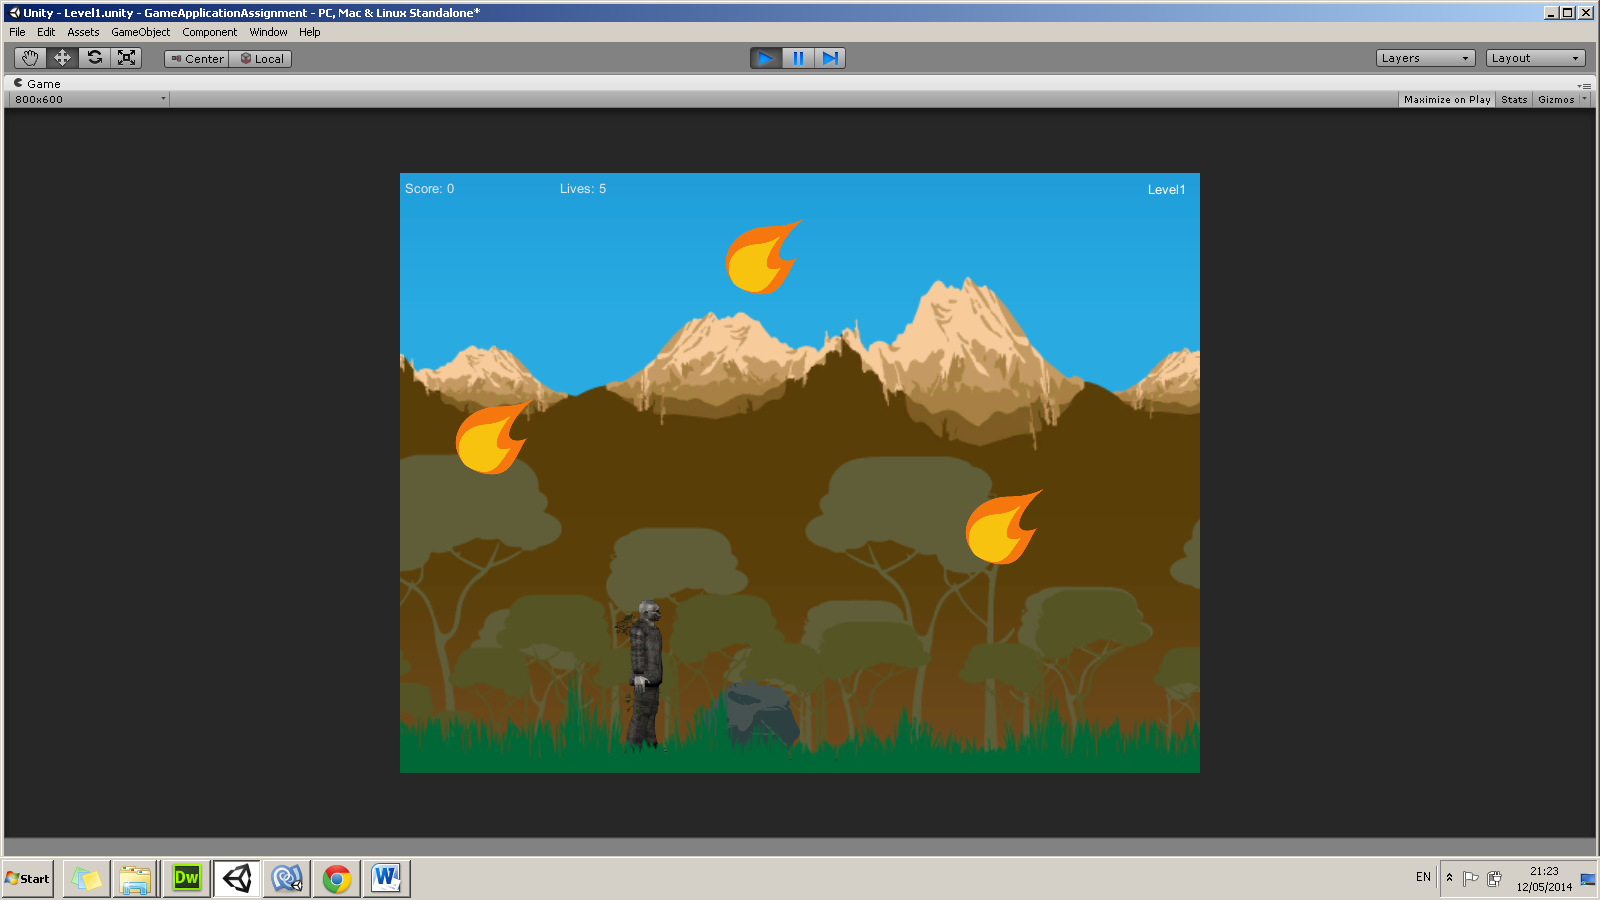 Unity - Level1.unity - GameApplicationAssignment - PC, Mac & Linux Standalone*
File Edit Assets GameObject Component Window Help
Center Local Layers Layout
Game
800x600 Maximize on Play Stats Gizmos
Score: 0 Lives: 5 Level1
Start Dw W EN 21:23
12/05/2014